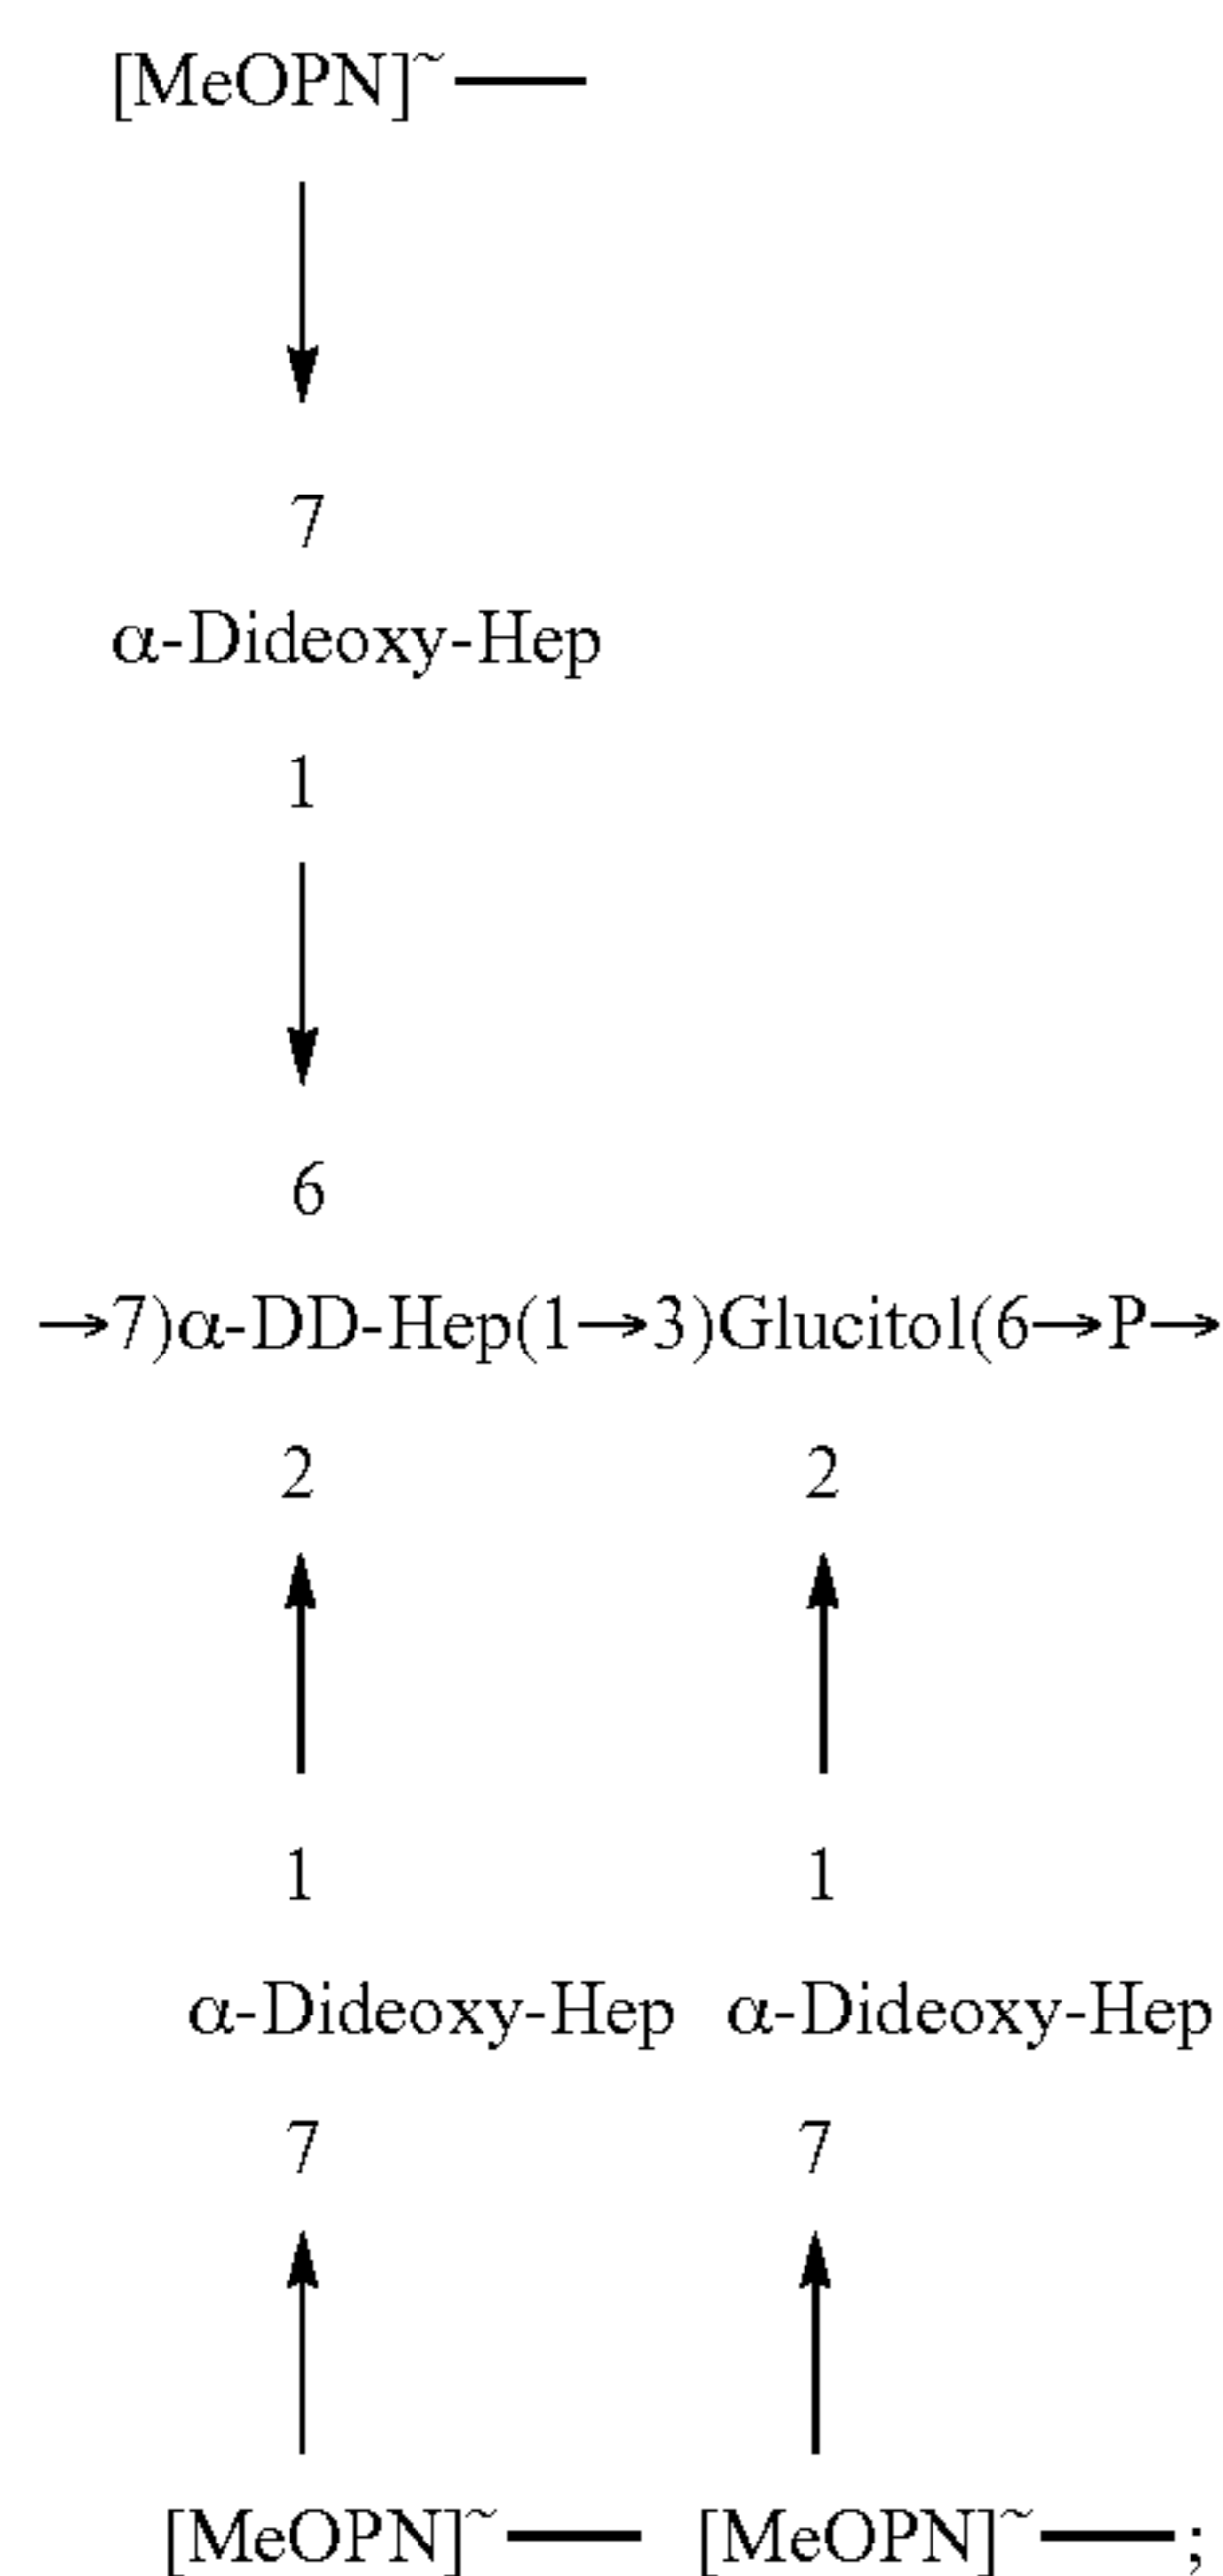 [MeOPN]~—
7
α-Dideoxy-Hep
1
6
→7)α-DD-Hep(1→3)Glucitol(6→P→
2 2
1 1
α-Dideoxy-Hep α-Dideoxy-Hep
7 7
[MeOPN]~— [MeOPN]~—;